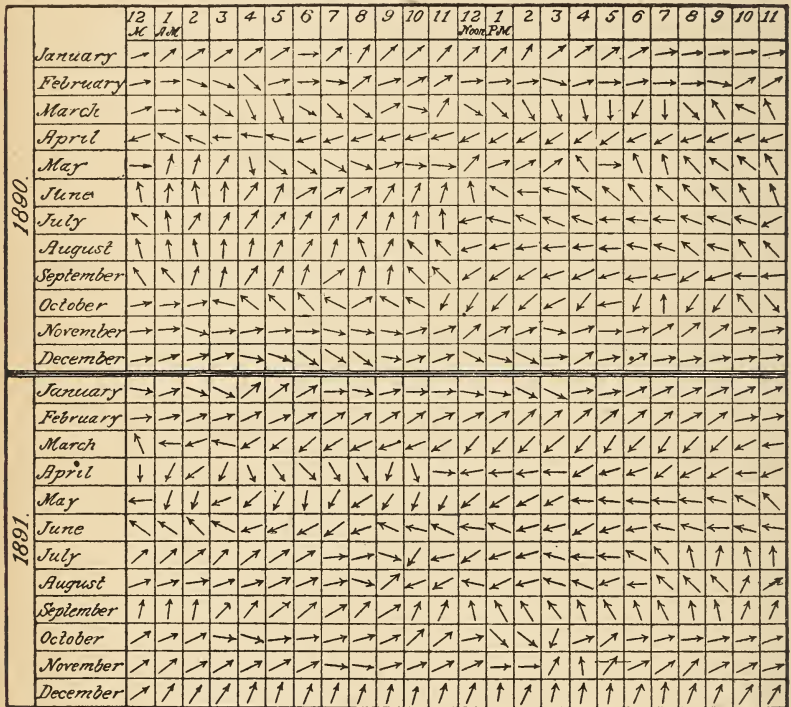 12 1 2 3 4 5 6 7 8 9 10 11 12 1 2 3 4 5 6 7 8 9 10 11
M AM Noon PM
1890.
January
February
March
April
May
June
July
August
September
October
November
December
1891.
January
February
March
April
May
June
July
August
September
October
November
December